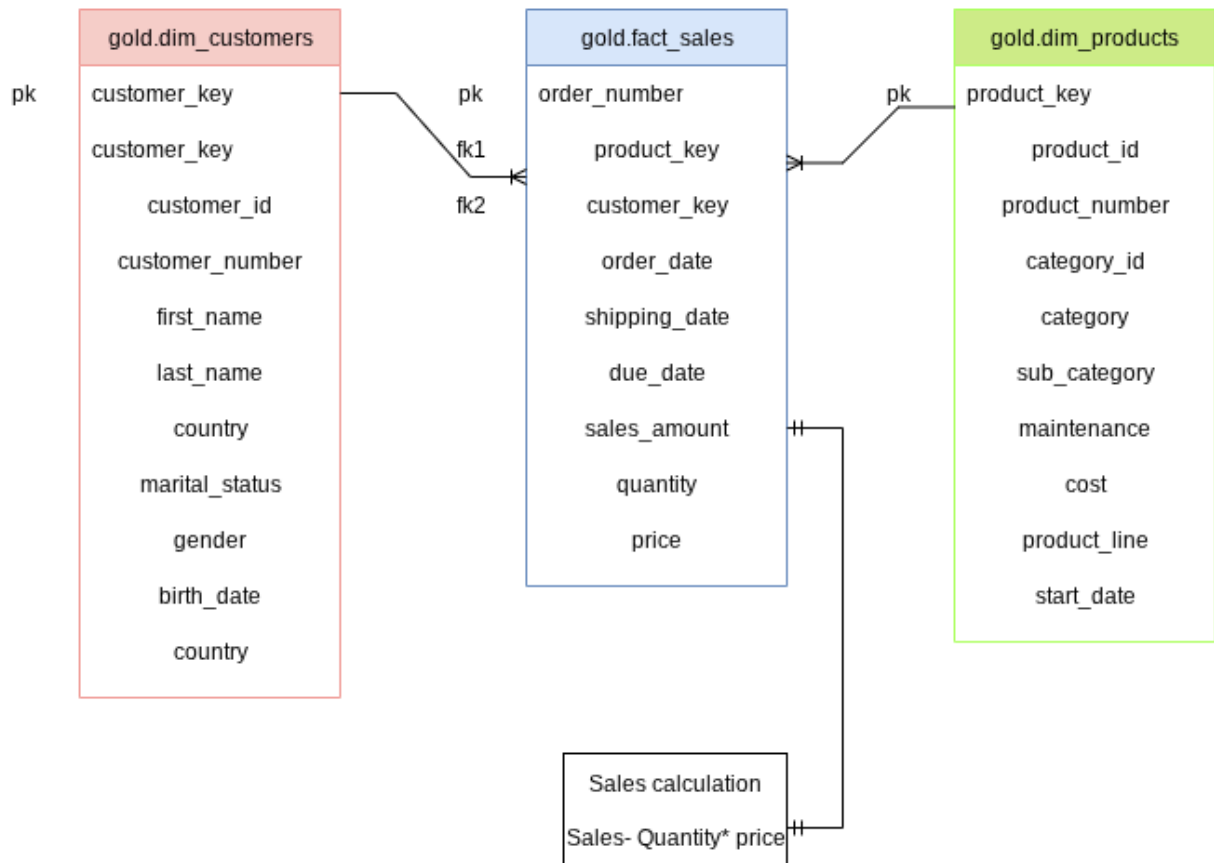 gold.dim_customers
pk
customer_key
customer_key
customer_id
customer_number
first_name
last_name
country
marital_status
gender
birth_date
country
gold.fact_sales
pk
order_number
fk1
product_key
fk2
customer_key
order_date
shipping_date
due_date
sales_amount
quantity
price
gold.dim_products
pk
product_key
product_id
product_number
category_id
category
sub_category
maintenance
cost
product_line
start_date
Sales calculation
Sales- Quantity* price